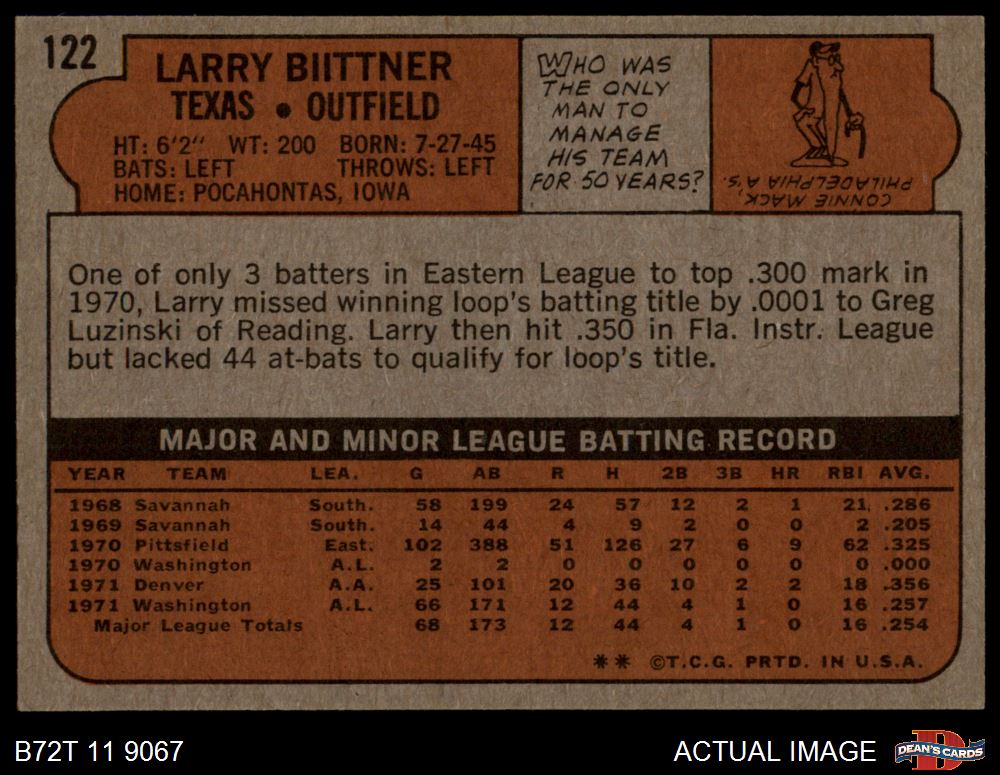 122
LARRY BIITTNER
TEXAS • OUTFIELD
HT: 6'2" WT: 200 BORN: 7-27-45
BATS: LEFT THROWS: LEFT
HOME: POCAHONTAS, IOWA
WHO WAS
THE ONLY
MAN TO
MANAGE
HIS TEAM
FOR 50 YEARS?
CONNIE MACK,
PHILADELPHIA A'S.
One of only 3 batters in Eastern League to top .300 mark in
1970, Larry missed winning loop's batting title by .0001 to Greg
Luzinski of Reading. Larry then hit .350 in Fla. Instr. League
but lacked 44 at-bats to qualify for loop's title.
MAJOR AND MINOR LEAGUE BATTING RECORD
YEAR TEAM LEA. G AB R H 2B 3B HR RBI AVG.
1968 Savannah South. 58 199 24 57 12 2 1 21 .286
1969 Savannah South. 14 44 4 9 2 0 0 2 .205
1970 Pittsfield East. 102 388 51 126 27 6 9 62 .325
1970 Washington A.L. 2 2 0 0 0 0 0 0 .000
1971 Denver A.A. 25 101 20 36 10 2 2 18 .356
1971 Washington A.L. 66 171 12 44 4 1 0 16 .257
Major League Totals 68 173 12 44 4 1 0 16 .254
** ©T.C.G. PRTD. IN U.S.A.
B72T 11 9067
ACTUAL IMAGE
D
DEAN'S CARDS